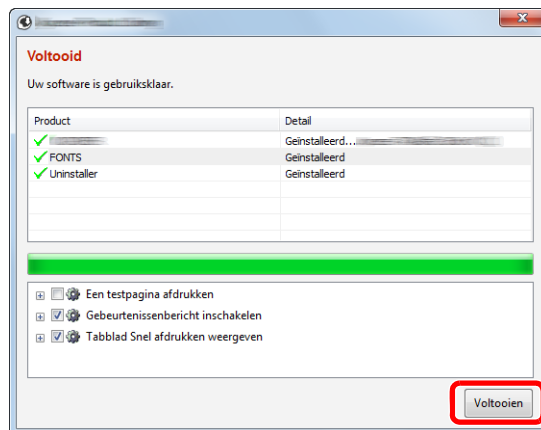 Voltooid
Uw software is gebruiksklaar.
Product Detail
Geïnstalleerd...
FONTS Geïnstalleerd
Uninstaller Geïnstalleerd
Een testpagina afdrukken
Gebeurtenissenbericht inschakelen
Tabblad Snel afdrukken weergeven
Voltooien